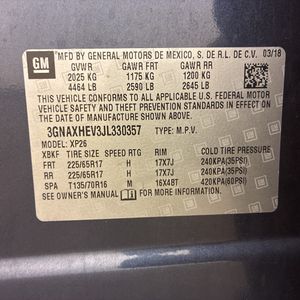 GM
MFD BY GENERAL MOTORS DE MEXICO, S. DE R.L. DE C.V. 03/18
GVWR GAWR FRT GAWR RR
2025 KG 1175 KG 1200 KG
4464 LB 2590 LB 2645 LB
THIS VEHICLE CONFORMS TO ALL APPLICABLE U.S. FEDERAL
MOTOR VEHICLE SAFETY, BUMPER, AND THEFT PREVENTION
STANDARDS IN EFFECT ON THE DATE OF MANUFACTURE SHOWN ABOVE.
3GNAXHEV3JL330357 TYPE: M.P.V.
MODEL: XP26
XBKF TIRE SIZE SPEED RTG RIM COLD TIRE PRESSURE
FRT 225/65R17 H 17X7J 240KPA(35PSI)
RR 225/65R17 H 17X7J 240KPA(35PSI)
SPA T135/70R16 M 16X48T 420KPA(60PSI)
SEE OWNER'S MANUAL FOR MORE INFORMATION.